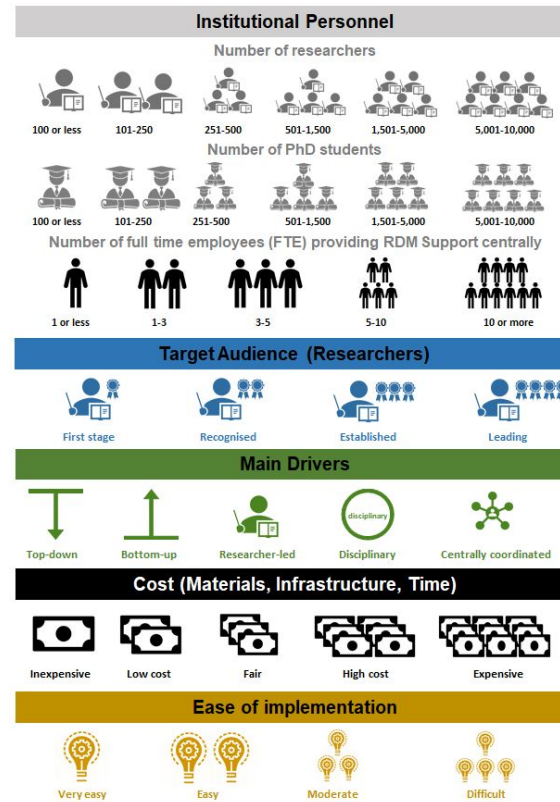 Institutional Personnel
Number of researchers
100 or less 101-250 251-500 501-1,500 1,501-5,000 5,001-10,000
Number of PhD students
100 or less 101-250 251-500 501-1,500 1,501-5,000 5,001-10,000
Number of full time employees (FTE) providing RDM Support centrally
1 or less 1-3 3-5 5-10 10 or more
Target Audience (Researchers)
First stage Recognised Established Leading
Main Drivers
disciplinary
Top-down Bottom-up Researcher-led Disciplinary Centrally coordinated
Cost (Materials, Infrastructure, Time)
Inexpensive Low cost Fair High cost Expensive
Ease of implementation
Very easy Easy Moderate Difficult